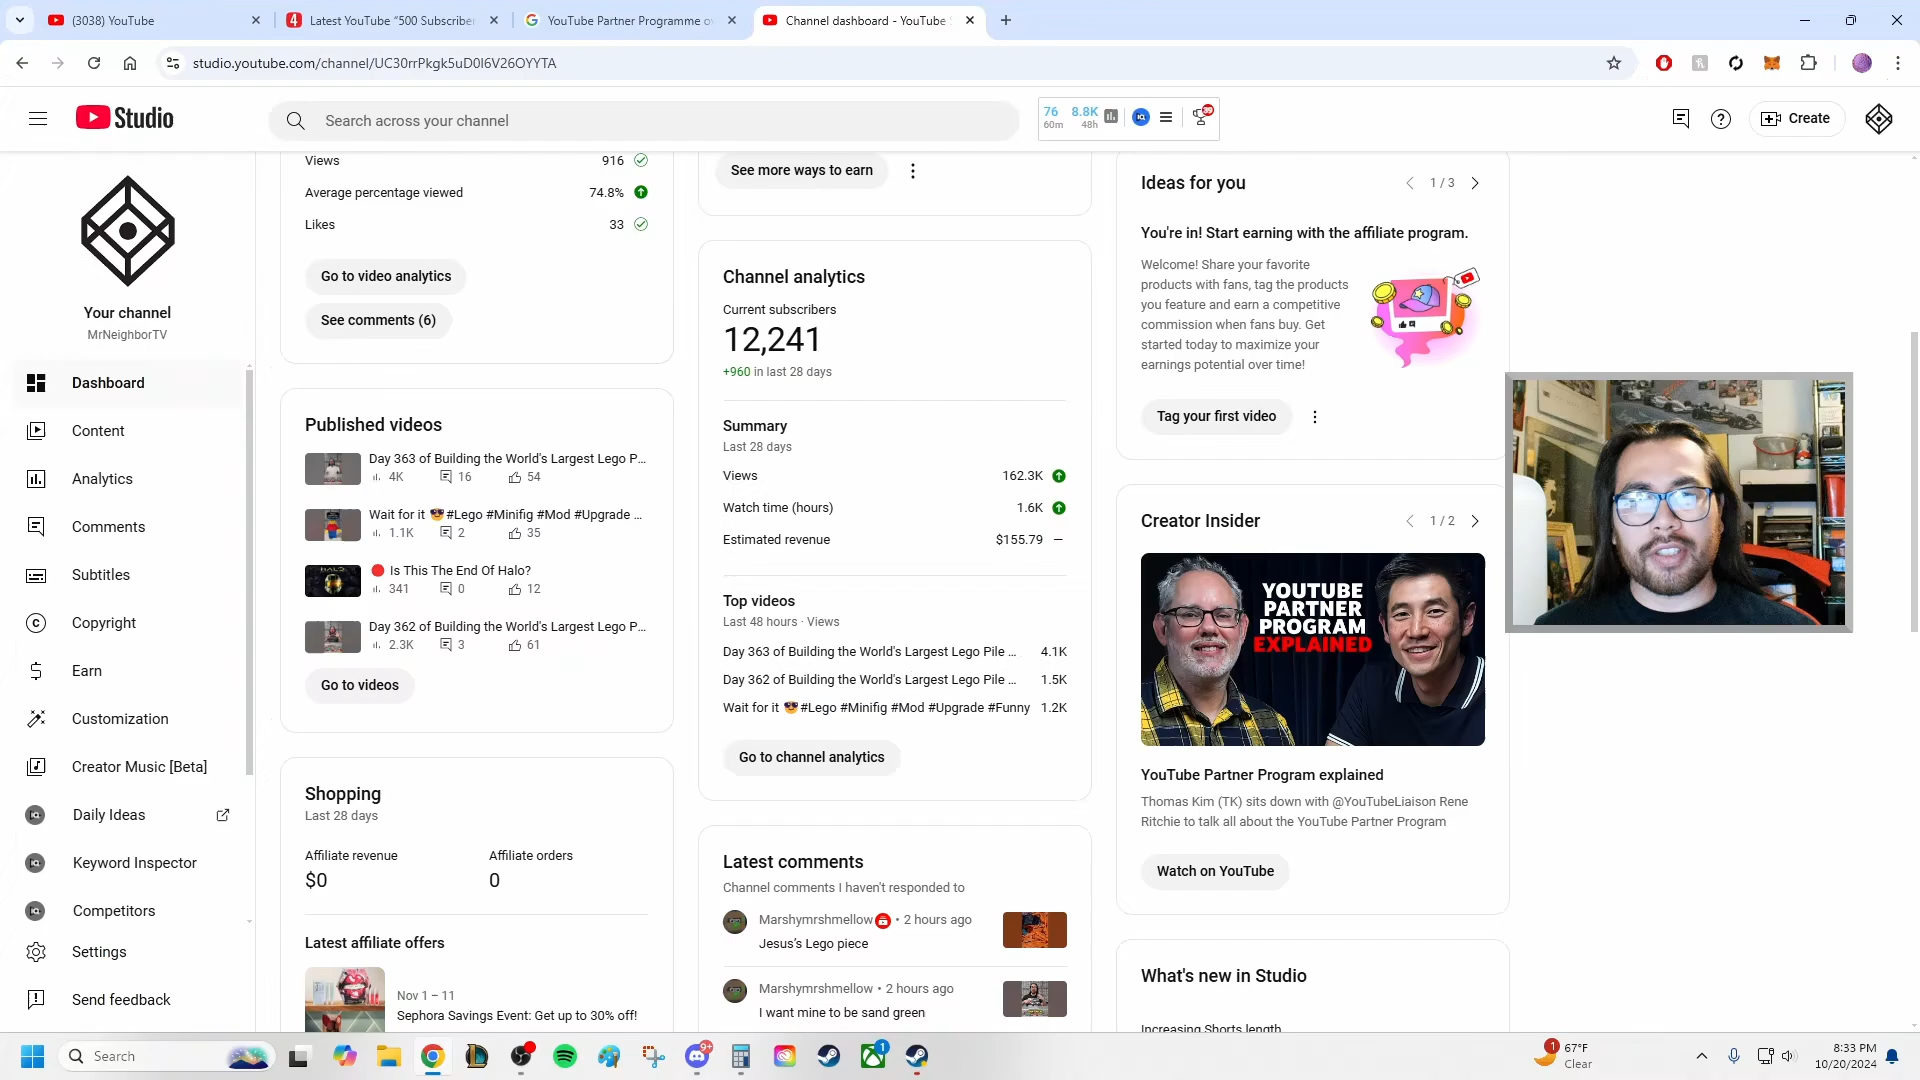 (3038) YouTube
Latest YouTube “500 Subscriber
YouTube Partner Programme o
Channel dashboard - YouTube S
studio.youtube.com/channel/UC30rrPkgk5uD0I6V26OYYTA
Studio
Search across your channel
76
60m
8.8K
48h
39
Create
Your channel
MrNeighborTV
Dashboard
Content
Analytics
Comments
Subtitles
Copyright
Earn
Customization
Creator Music [Beta]
Daily Ideas
Keyword Inspector
Competitors
Settings
Send feedback
Views 916
Average percentage viewed 74.8%
Likes 33
Go to video analytics
See comments (6)
Published videos
Day 363 of Building the World's Largest Lego P...
4K 16 54
Wait for it 😎#Lego #Minifig #Mod #Upgrade ...
1.1K 2 35
🔴 Is This The End Of Halo?
341 0 12
Day 362 of Building the World's Largest Lego P...
2.3K 3 61
Go to videos
Shopping
Last 28 days
Affiliate revenue Affiliate orders
$0 0
Latest affiliate offers
Nov 1 – 11
Sephora Savings Event: Get up to 30% off!
See more ways to earn
Channel analytics
Current subscribers
12,241
+960 in last 28 days
Summary
Last 28 days
Views 162.3K
Watch time (hours) 1.6K
Estimated revenue $155.79 —
Top videos
Last 48 hours · Views
Day 363 of Building the World's Largest Lego Pile ... 4.1K
Day 362 of Building the World's Largest Lego Pile ... 1.5K
Wait for it 😎#Lego #Minifig #Mod #Upgrade #Funny 1.2K
Go to channel analytics
Latest comments
Channel comments I haven't responded to
Marshymrshmellow • 2 hours ago
Jesus’s Lego piece
Marshymrshmellow • 2 hours ago
I want mine to be sand green
Ideas for you
1 / 3
You're in! Start earning with the affiliate program.
Welcome! Share your favorite
products with fans, tag the products
you feature and earn a competitive
commission when fans buy. Get
started today to maximize your
earnings potential over time!
Tag your first video
Creator Insider
1 / 2
YOUTUBE
PARTNER
PROGRAM
EXPLAINED
YouTube Partner Program explained
Thomas Kim (TK) sits down with @YouTubeLiaison Rene
Ritchie to talk all about the YouTube Partner Program
Watch on YouTube
What's new in Studio
Increasing Shorts length
Search
9+
1
1
67°F
Clear
8:33 PM
10/20/2024